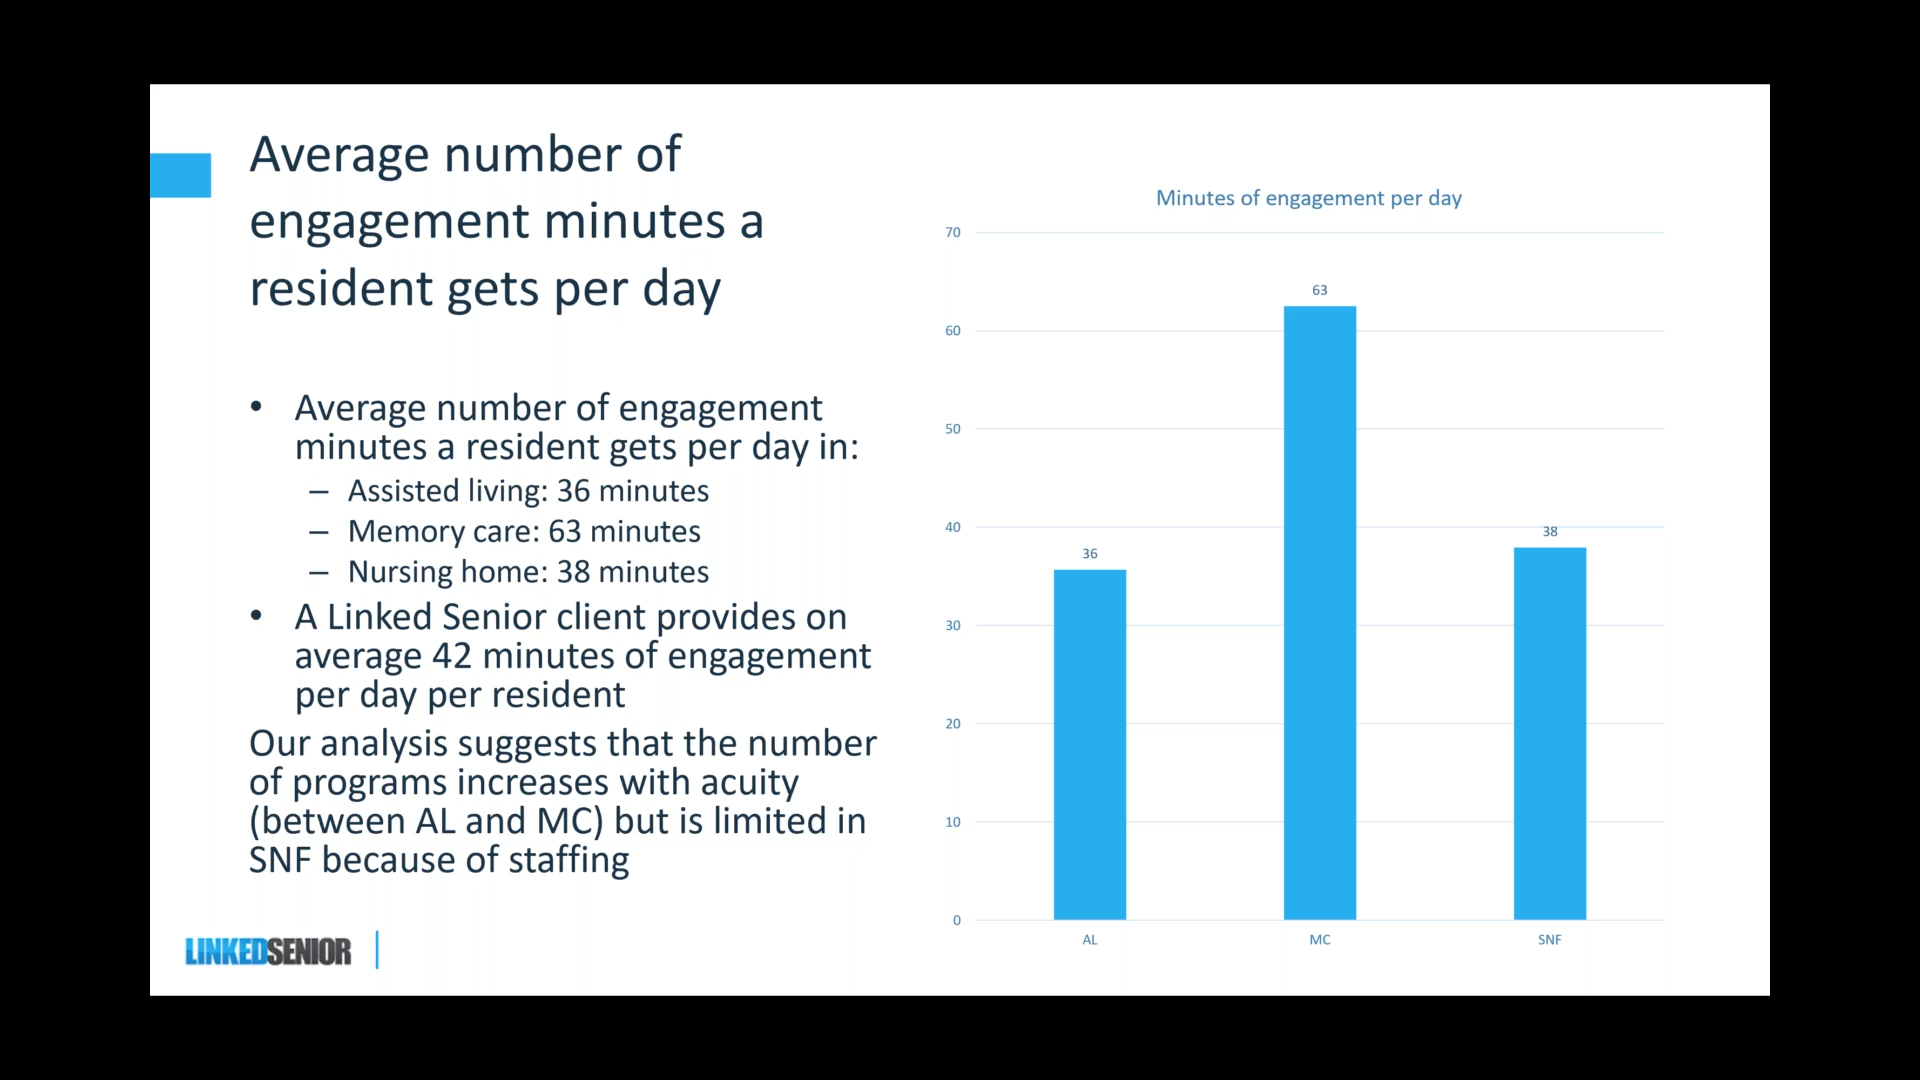 Average number of
engagement minutes a
resident gets per day
• Average number of engagement
minutes a resident gets per day in:
– Assisted living: 36 minutes
– Memory care: 63 minutes
– Nursing home: 38 minutes
• A Linked Senior client provides on
average 42 minutes of engagement
per day per resident
Our analysis suggests that the number
of programs increases with acuity
(between AL and MC) but is limited in
SNF because of staffing
LINKEDSENIOR
Minutes of engagement per day
70
60
50
40
30
20
10
0
63
36
38
AL
MC
SNF